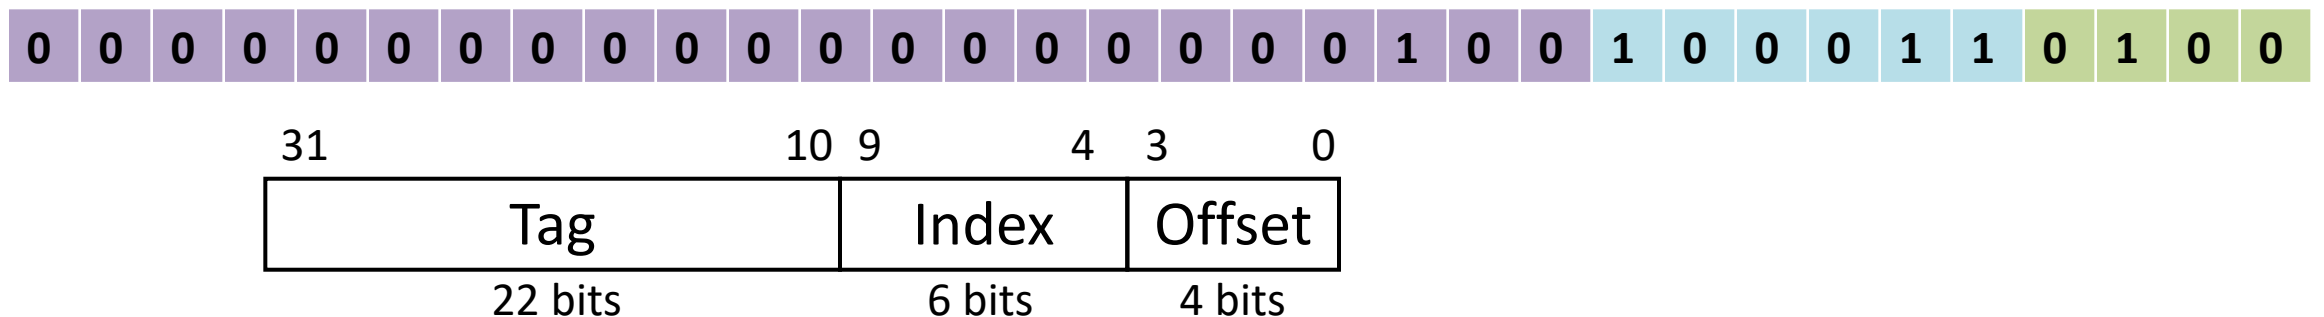 0 0 0 0 0 0 0 0 0 0 0 0 0 0 0 0 0 0 0 1 0 0 1 0 0 0 1 1 0 1 0 0
31 10 9 4 3 0
Tag Index Offset
22 bits 6 bits 4 bits